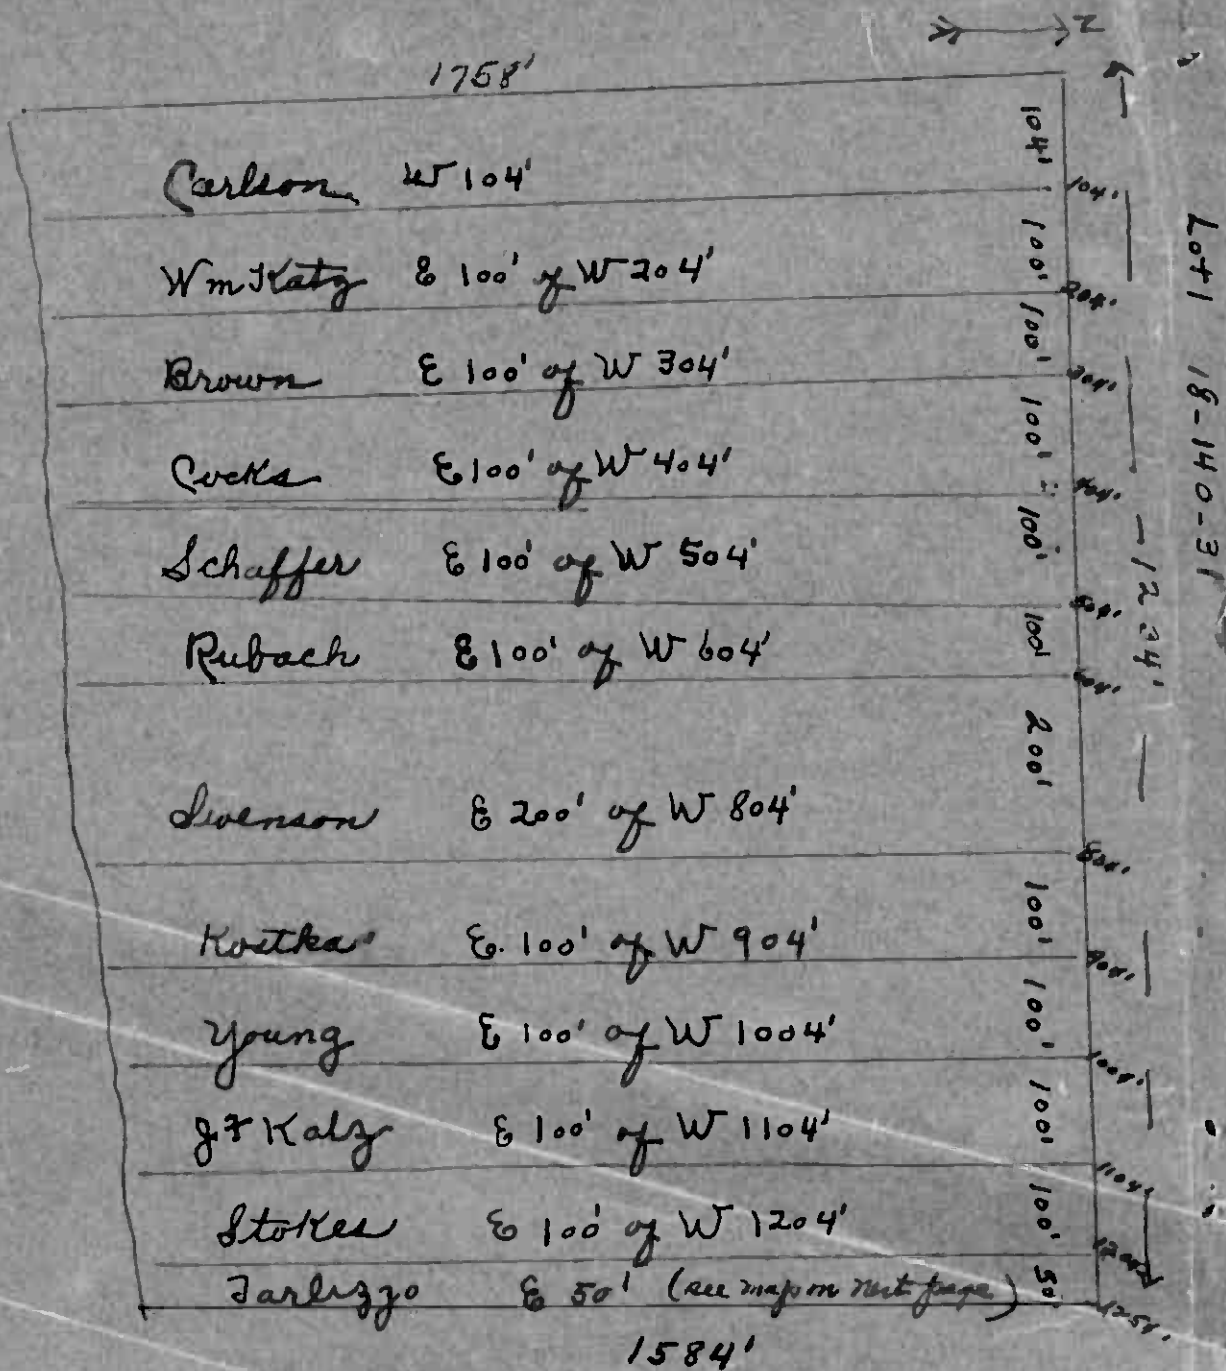 N
1758'
Carlson W 104'
104'
104'
Wm Katz E 100' of W 204'
100'
204'
Brown E 100' of W 304'
100'
304'
Cocks E 100' of W 404'
100'
404'
Schaffer E 100' of W 504'
100'
504'
Rubach E 100' of W 604'
100'
604'
Swenson E 200' of W 804'
200'
804'
Kostka E. 100' of W 904'
100'
904'
Young E 100' of W 1004'
100'
1004'
J F Katz E 100' of W 1104'
100'
1104'
Stokes E 100' of W 1204'
100'
1204'
Tarlizzo E 50' (see map on next page)
50'
1254'
1584'
Lot 1 18-140-31